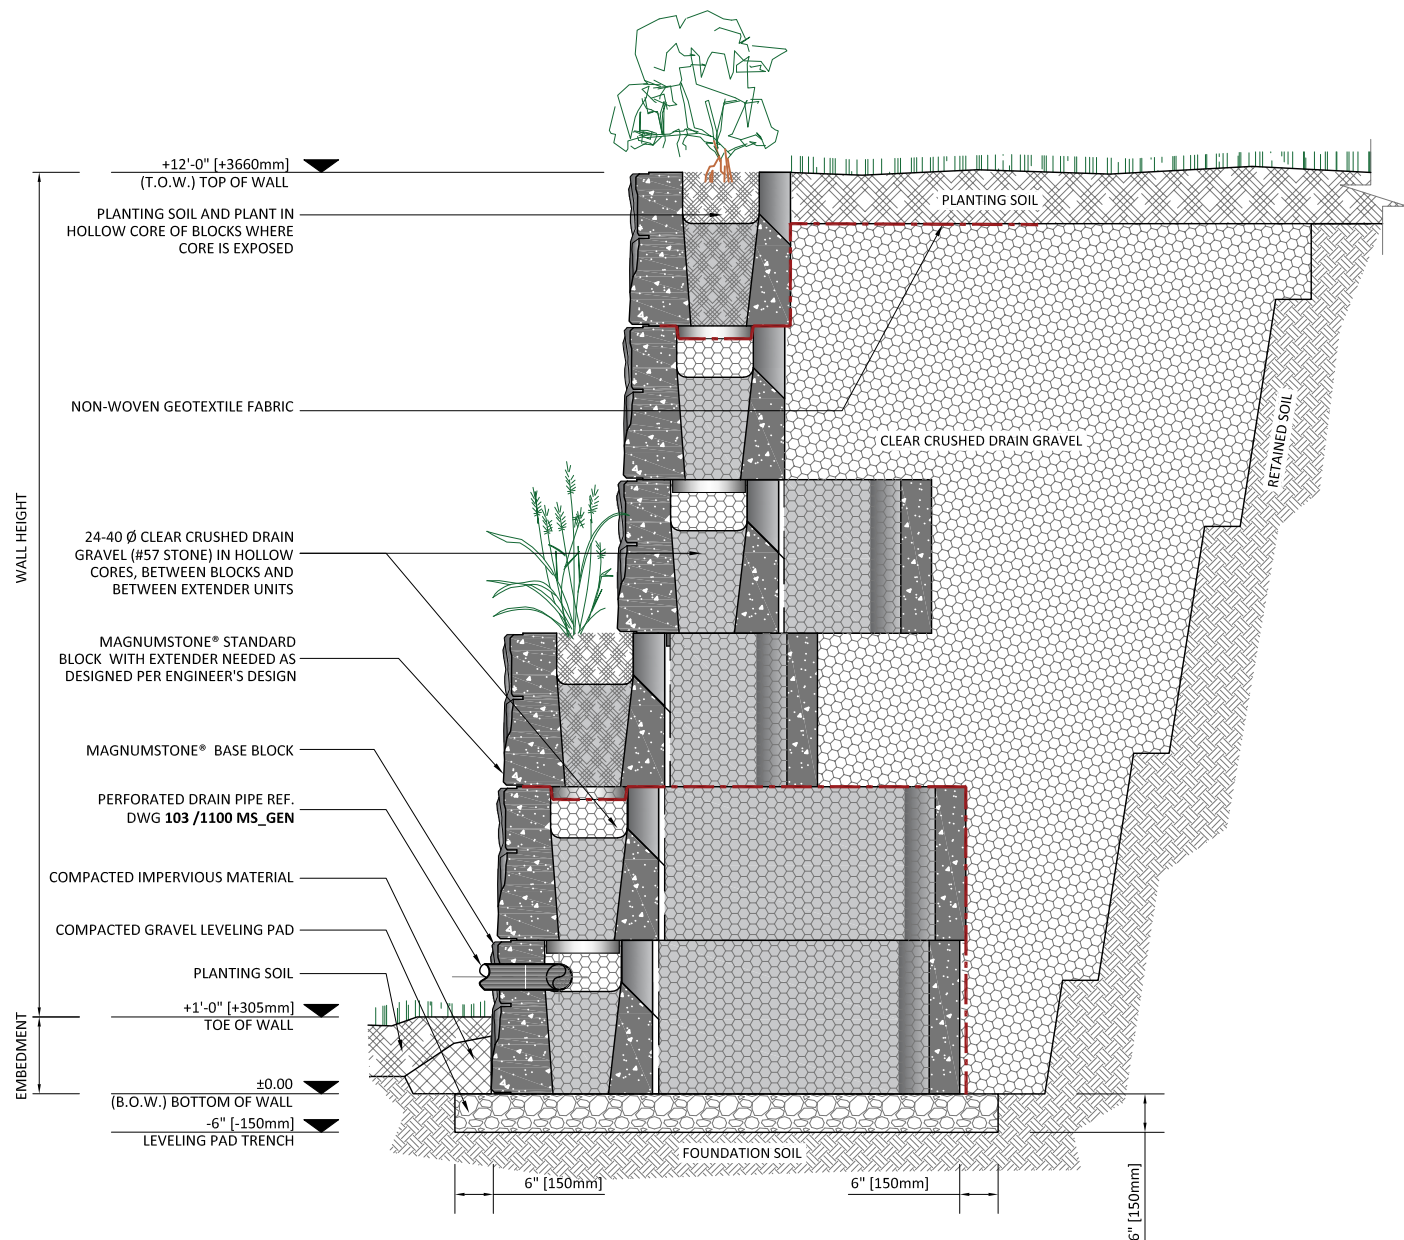 +12'-0" [+3660mm]
(T.O.W.) TOP OF WALL
PLANTING SOIL AND PLANT IN
HOLLOW CORE OF BLOCKS WHERE
CORE IS EXPOSED
PLANTING SOIL
NON-WOVEN GEOTEXTILE FABRIC
CLEAR CRUSHED DRAIN GRAVEL
RETAINED SOIL
WALL HEIGHT
24-40 Ø CLEAR CRUSHED DRAIN
GRAVEL (#57 STONE) IN HOLLOW
CORES, BETWEEN BLOCKS AND
BETWEEN EXTENDER UNITS
MAGNUMSTONE® STANDARD
BLOCK WITH EXTENDER NEEDED AS
DESIGNED PER ENGINEER'S DESIGN
MAGNUMSTONE® BASE BLOCK
PERFORATED DRAIN PIPE REF.
DWG 103 /1100 MS_GEN
COMPACTED IMPERVIOUS MATERIAL
COMPACTED GRAVEL LEVELING PAD
PLANTING SOIL
+1'-0" [+305mm]
TOE OF WALL
EMBEDMENT
±0.00
(B.O.W.) BOTTOM OF WALL
-6" [-150mm]
LEVELING PAD TRENCH
FOUNDATION SOIL
6" [150mm]
6" [150mm]
6" [150mm]